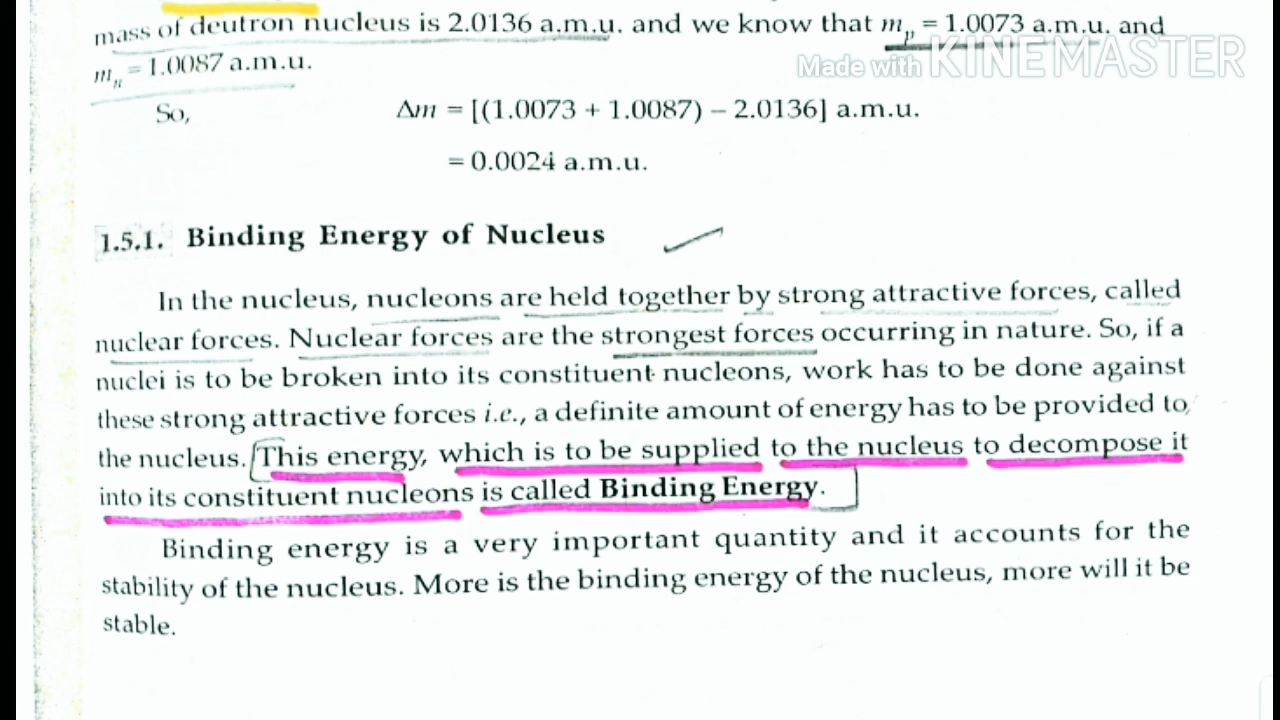 mass of deutron nucleus is 2.0136 a.m.u. and we know that mₚ = 1.0073 a.m.u. and
mₙ = 1.0087 a.m.u.
Made with KINEMASTER
So, Δm = [(1.0073 + 1.0087) – 2.0136] a.m.u.
= 0.0024 a.m.u.
1.5.1. Binding Energy of Nucleus
In the nucleus, nucleons are held together by strong attractive forces, called
nuclear forces. Nuclear forces are the strongest forces occurring in nature. So, if a
nuclei is to be broken into its constituent nucleons, work has to be done against
these strong attractive forces i.e., a definite amount of energy has to be provided to
the nucleus. This energy, which is to be supplied to the nucleus to decompose it
into its constituent nucleons is called Binding Energy.
Binding energy is a very important quantity and it accounts for the
stability of the nucleus. More is the binding energy of the nucleus, more will it be
stable.